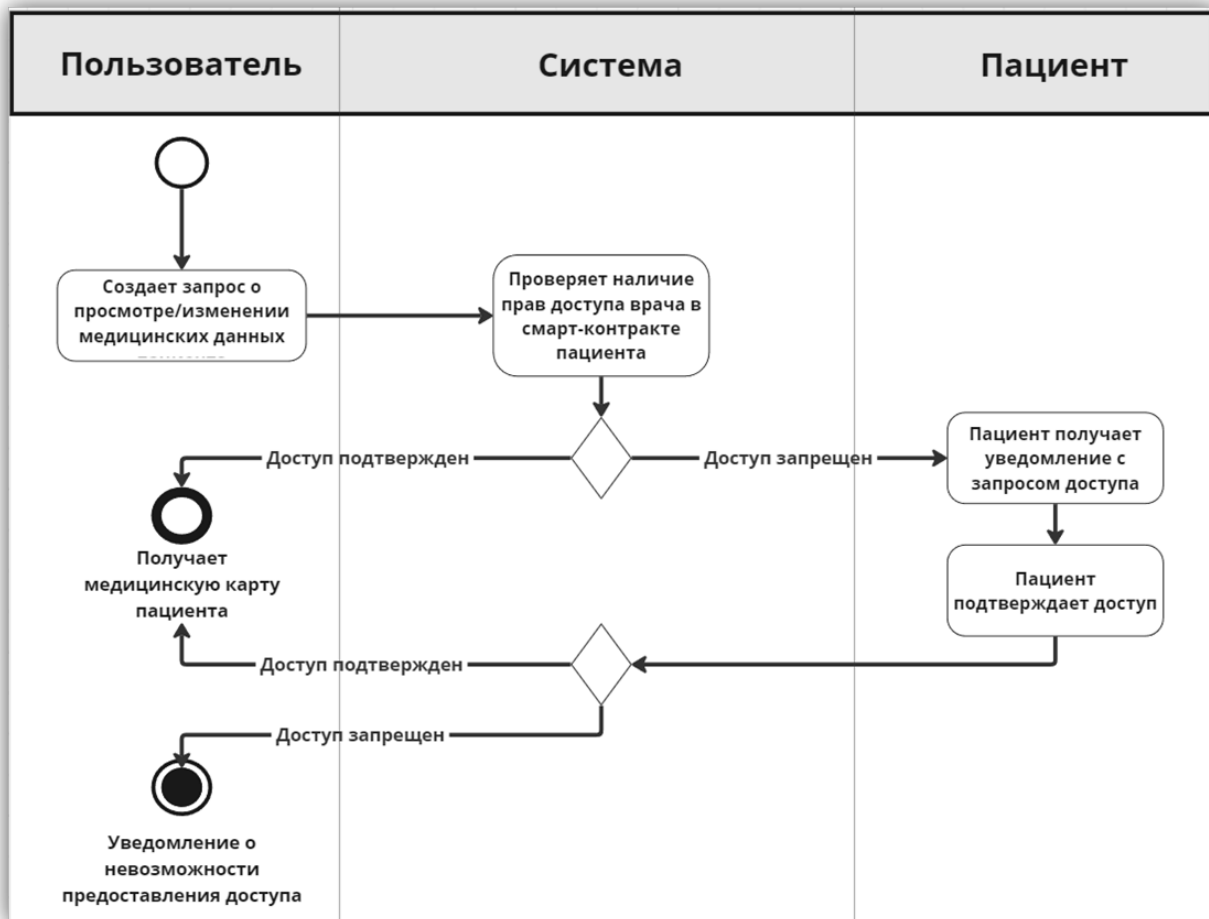 Пользователь
Система
Пациент
Создает запрос о
просмотре/изменении
медицинских данных
Проверяет наличие
прав доступа врача в
смарт-контракте
пациента
Доступ подтвержден
Доступ запрещен
Пациент получает
уведомление с
запросом доступа
Получает
медицинскую карту
пациента
Пациент
подтверждает доступ
Доступ подтвержден
Доступ запрещен
Уведомление о
невозможности
предоставления доступа